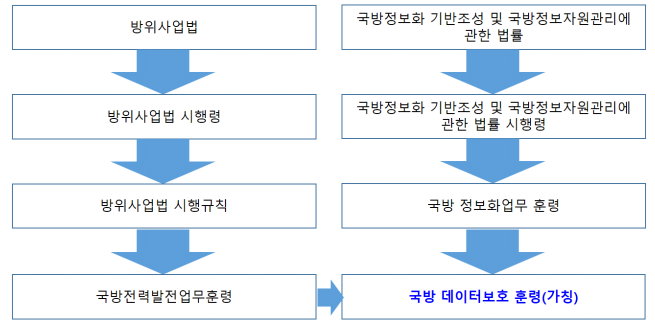 방위사업법
국방정보화 기반조성 및 국방정보자원관리에
관한 법률
방위사업법 시행령
국방정보화 기반조성 및 국방정보자원관리에
관한 법률 시행령
방위사업법 시행규칙
국방 정보화업무 훈령
국방전력발전업무훈령
국방 데이터보호 훈령(가칭)